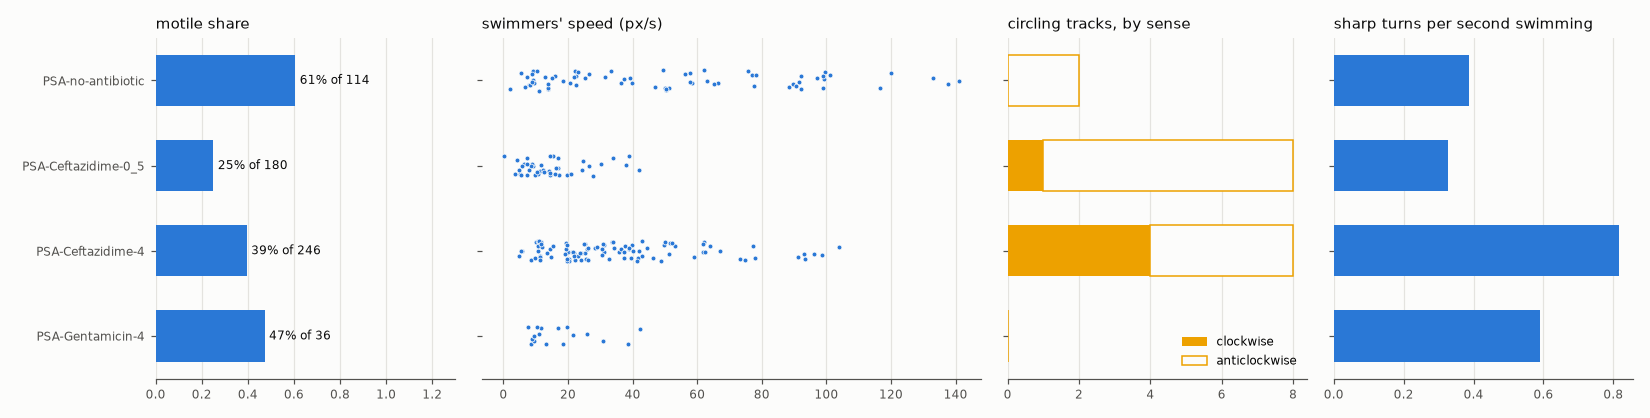 motile share
swimmers' speed (px/s)
circling tracks, by sense
sharp turns per second swimming
PSA-no-antibiotic
61% of 114
PSA-Ceftazidime-0_5
25% of 180
PSA-Ceftazidime-4
39% of 246
PSA-Gentamicin-4
47% of 36
clockwise
anticlockwise
0.0 0.2 0.4 0.6 0.8 1.0 1.2
0 20 40 60 80 100 120 140
0 2 4 6 8
0.0 0.2 0.4 0.6 0.8